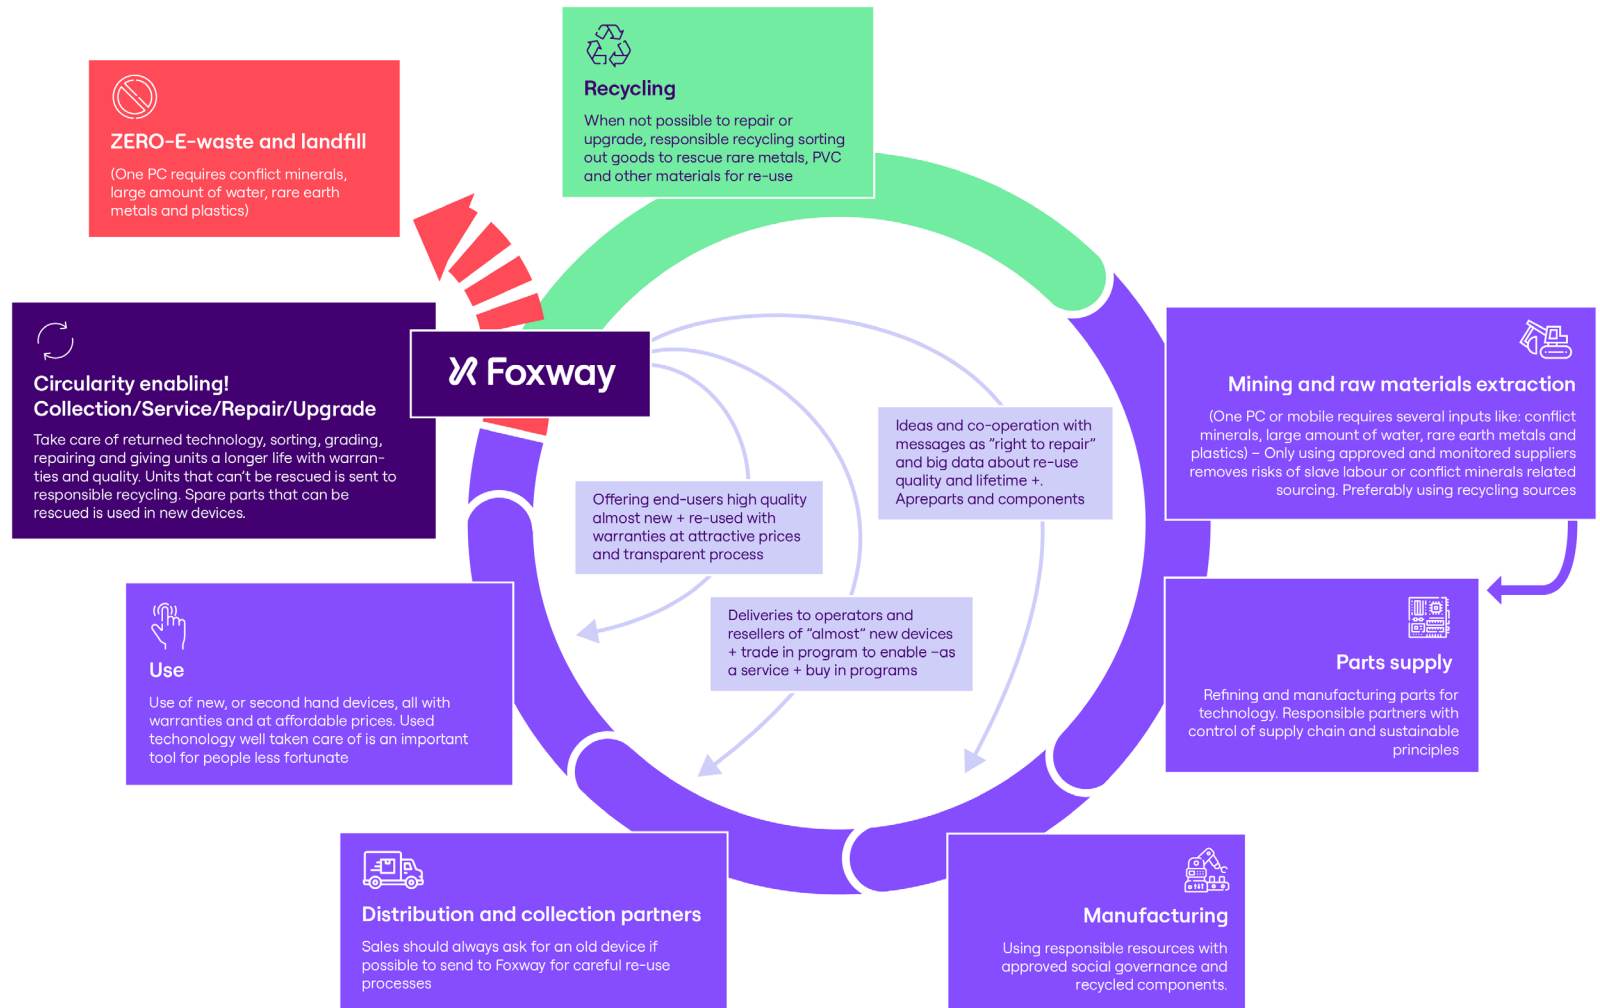 Recycling
When not possible to repair or
upgrade, responsible recycling sorting
out goods to rescue rare metals, PVC
and other materials for re-use
ZERO-E-waste and landfill
(One PC requires conflict minerals,
large amount of water, rare earth
metals and plastics)
Circularity enabling!
Collection/Service/Repair/Upgrade
Take care of returned technology, sorting, grading,
repairing and giving units a longer life with warran-
ties and quality. Units that can't be rescued is sent to
responsible recycling. Spare parts that can be
rescued is used in new devices.
Foxway
Mining and raw materials extraction
(One PC or mobile requires several inputs like: conflict
minerals, large amount of water, rare earth metals and
plastics) – Only using approved and monitored suppliers
removes risks of slave labour or conflict minerals related
sourcing. Preferably using recycling sources
Ideas and co-operation with
messages as ”right to repair”
and big data about re-use
quality and lifetime +.
Apreparts and components
Offering end-users high quality
almost new + re-used with
warranties at attractive prices
and transparent process
Deliveries to operators and
resellers of ”almost” new devices
+ trade in program to enable –as
a service + buy in programs
Use
Use of new, or second hand devices, all with
warranties and at affordable prices. Used
techonology well taken care of is an important
tool for people less fortunate
Parts supply
Refining and manufacturing parts for
technology. Responsible partners with
control of supply chain and sustainable
principles
Distribution and collection partners
Sales should always ask for an old device if
possible to send to Foxway for careful re-use
processes
Manufacturing
Using responsible resources with
approved social governance and
recycled components.